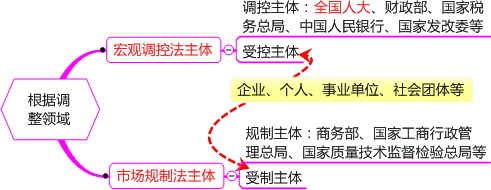 调控主体：全国人大、财政部、国家税
务总局、中国人民银行、国家发改委等
宏观调控法主体
受控主体
企业、个人、事业单位、社会团体等
根据调
整领域
规制主体：商务部、国家工商行政管
理总局、国家质量技术监督检验总局等
市场规制法主体
受制主体